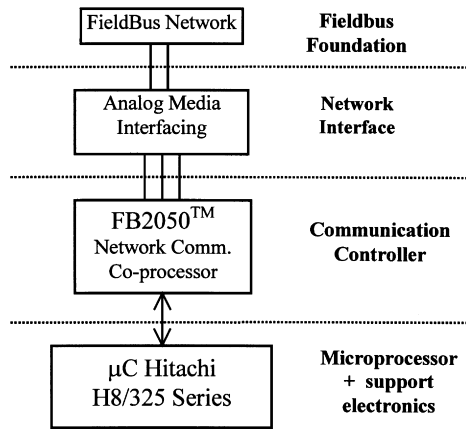 FieldBus Network
Fieldbus
Foundation
Analog Media
Interfacing
Network
Interface
FB2050™
Network Comm.
Co-processor
Communication
Controller
µC Hitachi
H8/325 Series
Microprocessor
+ support
electronics